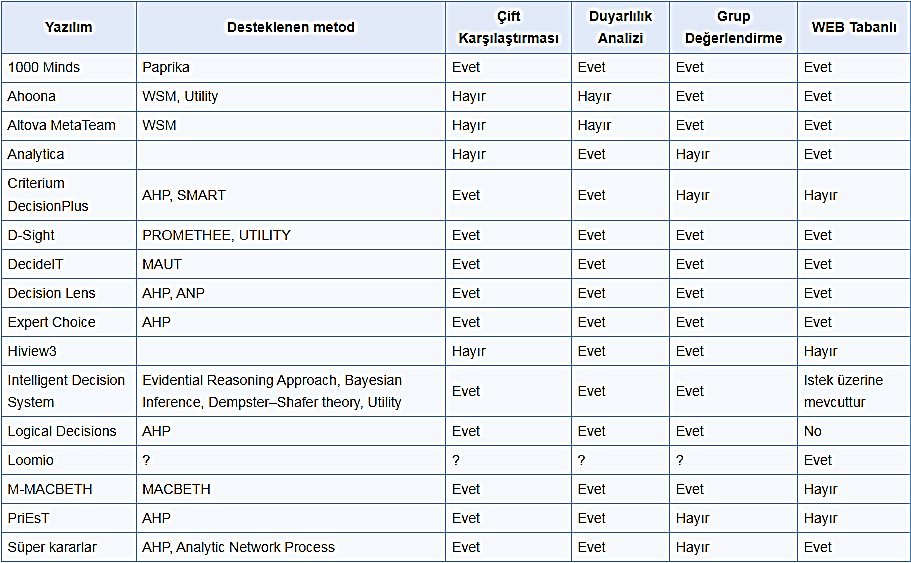 Yazılım Desteklenen metod Çift Karşılaştırması Duyarlılık Analizi Grup Değerlendirme WEB Tabanlı
1000 Minds Paprika Evet Evet Evet Evet
Ahoona WSM, Utility Hayır Hayır Evet Evet
Altova MetaTeam WSM Hayır Hayır Evet Evet
Analytica Hayır Evet Hayır Evet
Criterium DecisionPlus AHP, SMART Evet Evet Hayır Hayır
D-Sight PROMETHEE, UTILITY Evet Evet Evet Evet
DecideIT MAUT Evet Evet Evet Evet
Decision Lens AHP, ANP Evet Evet Evet Evet
Expert Choice AHP Evet Evet Evet Evet
Hiview3 Hayır Evet Evet Hayır
Intelligent Decision System Evidential Reasoning Approach, Bayesian Inference, Dempster–Shafer theory, Utility Evet Evet Evet Istek üzerine mevcuttur
Logical Decisions AHP Evet Evet Evet No
Loomio ? ? ? ? Evet
M-MACBETH MACBETH Evet Evet Evet Hayır
PriEsT AHP Evet Evet Hayır Hayır
Süper kararlar AHP, Analytic Network Process Evet Evet Hayır Evet